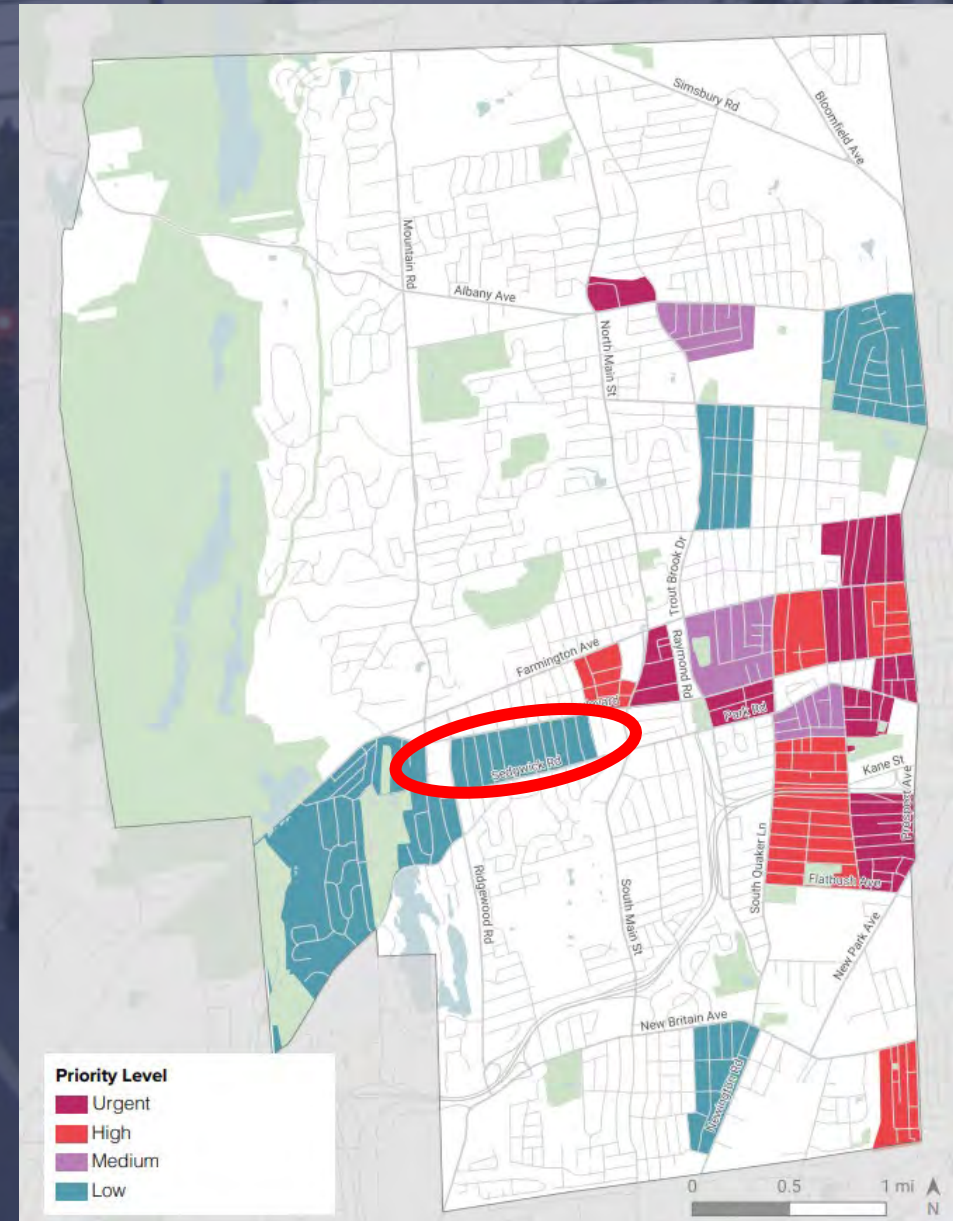 Simsbury Rd
Bloomfield Ave
Mountain Rd
Albany Ave
North Main St
Trout Brook Dr
Farmington Ave
Raymond Rd
Park Rd
Sedgwick Rd
Kane St
Prospect Ave
South Quaker Ln
Flatbush Ave
Ridgewood Rd
South Main St
New Park Ave
New Britain Ave
Newington Rd
Priority Level
Urgent
High
Medium
Low
0 0.5 1 mi
N